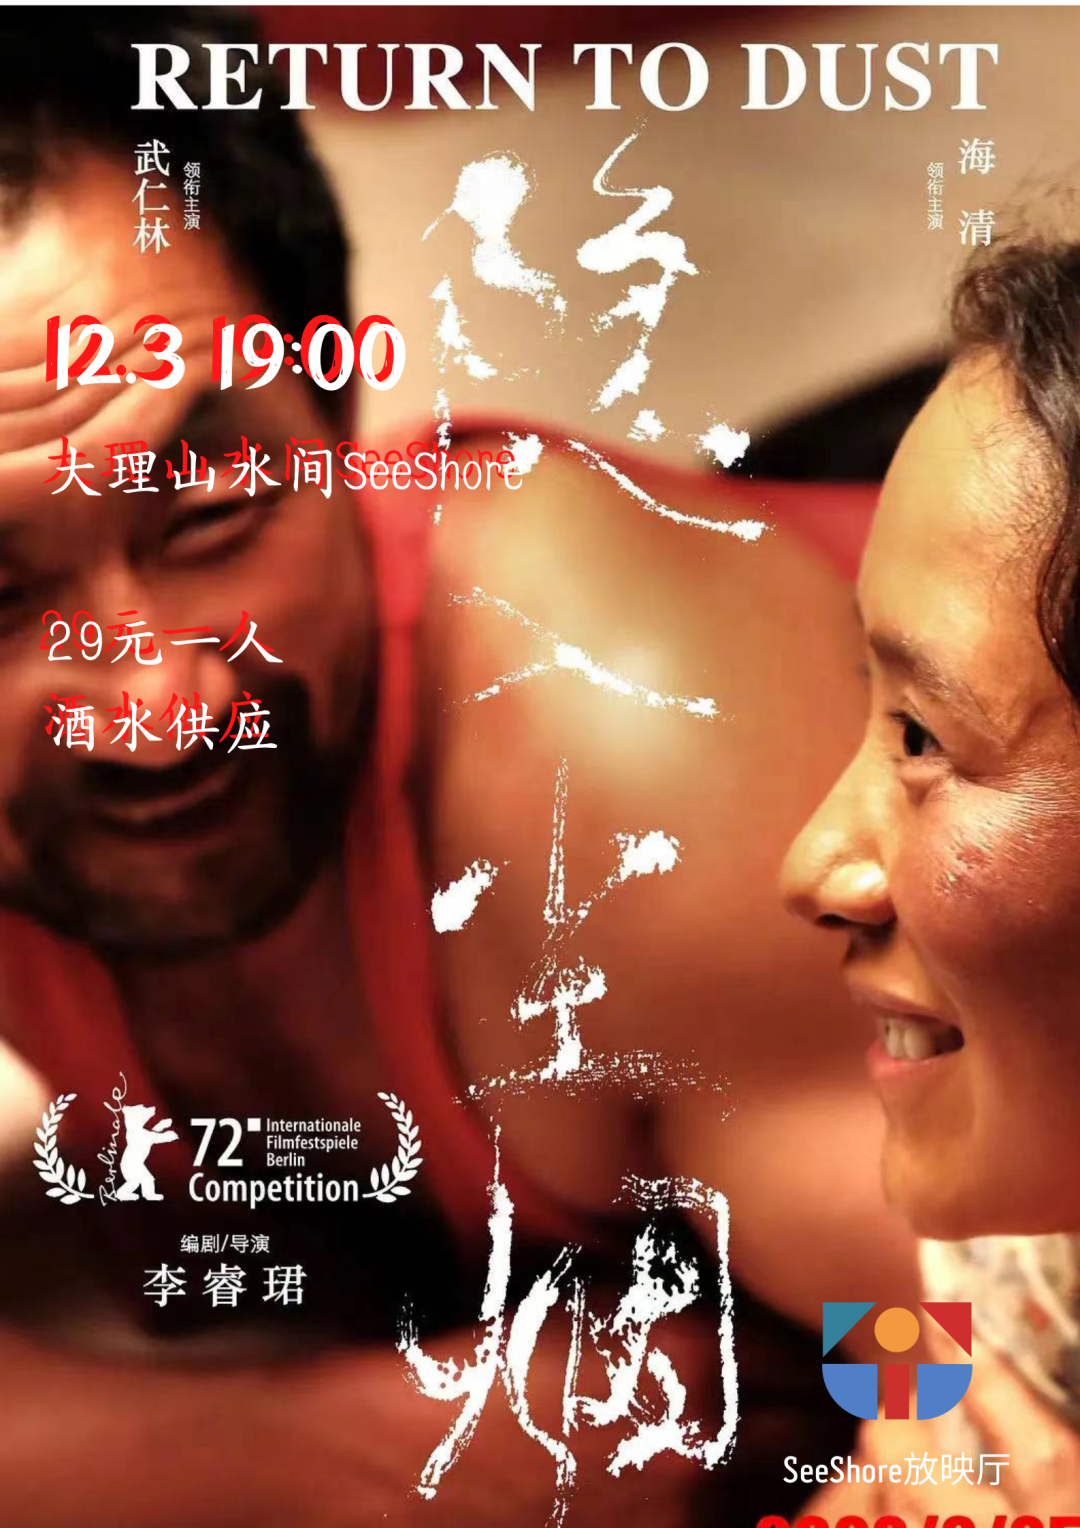 RETURN TO DUST
武仁林
领衔主演
海清
领衔主演
隐入尘烟
12.3 19:00
大理山水间SeeShore
29元一人
酒水供应
Berlinale
72 Internationale
Filmfestspiele
Berlin
Competition
编剧/导演
李睿珺
SeeShore放映厅